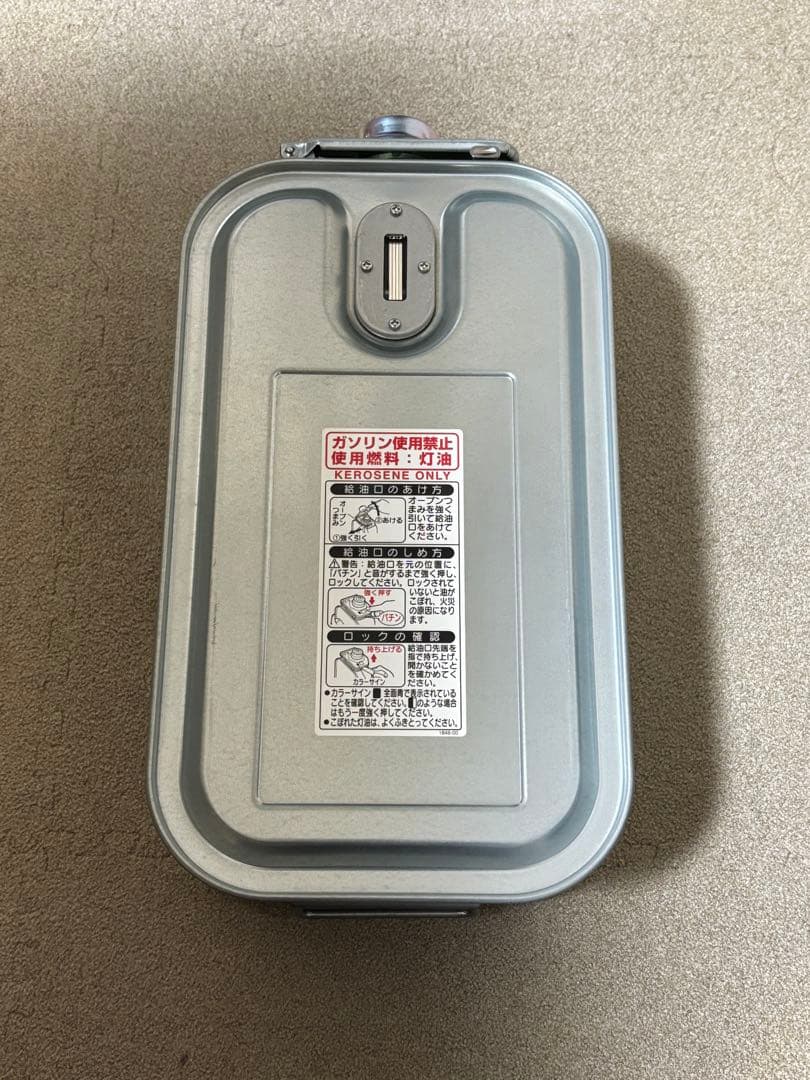 ガソリン使用禁止
使用燃料：灯油
KEROSENE ONLY
給油口のあけ方
オープンつまみ
②あける
①強く引く
オープンつ
まみを強く
引いて給油
口をあけて
ください。
給油口のしめ方
⚠警告：給油口を元の位置に、
「パチン」と音がするまで強く押し、
ロックしてください。ロックされて
いないと油が
こぼれ、火災
の原因になり
ます。
強く押す
パチン
ロックの確認
持ち上げる
カラーサイン
給油口先端を
指で持ち上げ、
開かないこと
を確かめてく
ださい。
●カラーサイン■全面青で表示されている
ことを確認してください。◧のような場合
はもう一度強く押してください。
●こぼれた灯油は、よくふきとってください。
1846-00